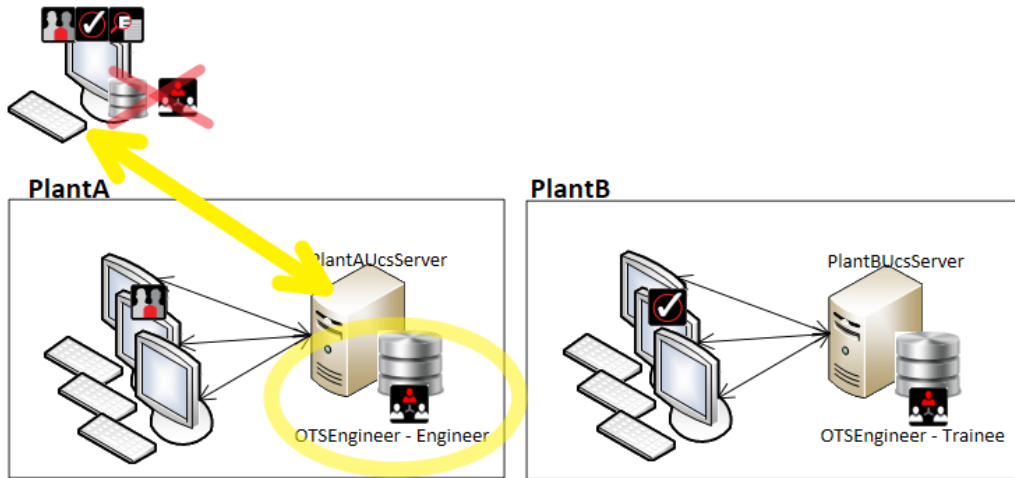 PlantA
PlantB
PlantAUcsServer
PlantBUcsServer
OTSEngineer - Engineer
OTSEngineer - Trainee